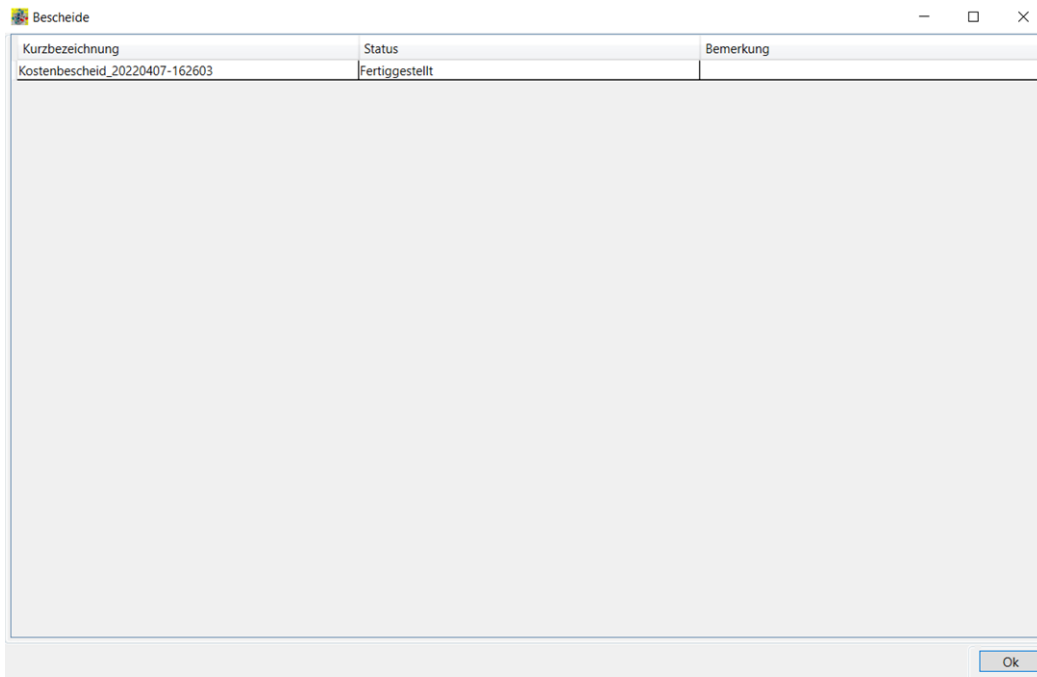 Bescheide
Kurzbezeichnung Status Bemerkung
Kostenbescheid_20220407-162603 Fertiggestellt
Ok